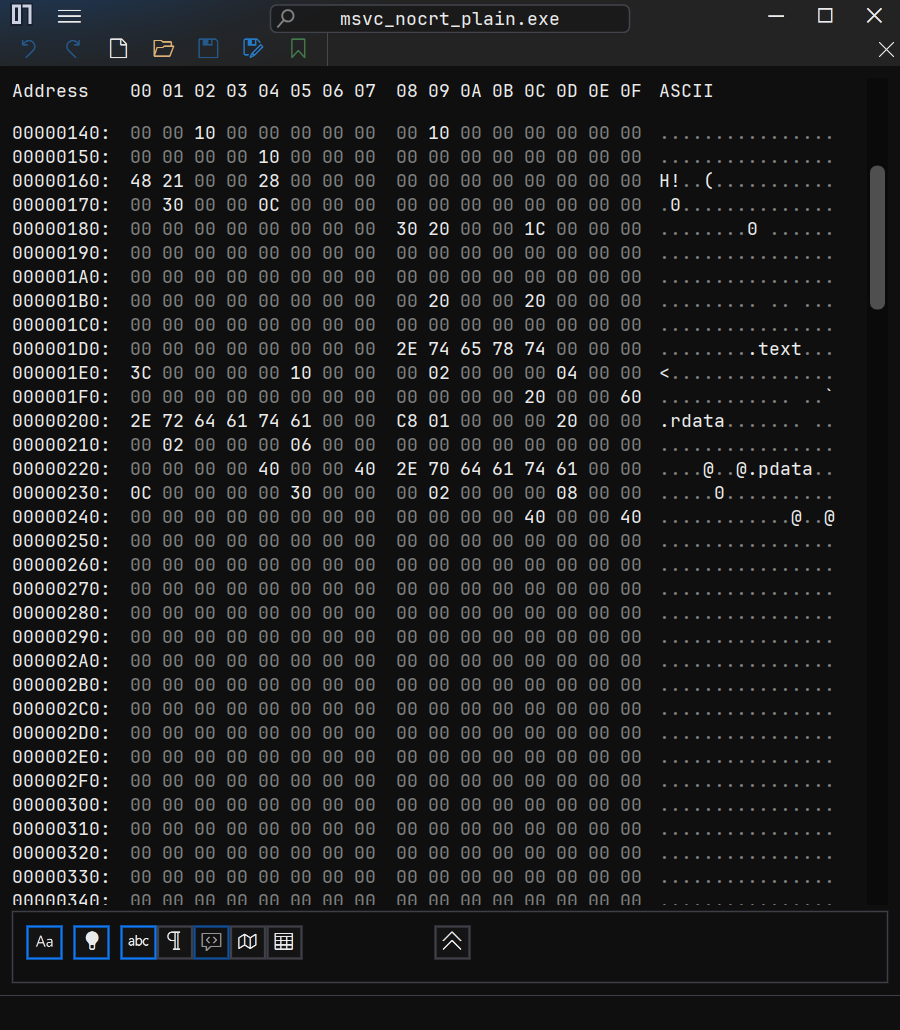 msvc_nocrt_plain.exe
Address 00 01 02 03 04 05 06 07 08 09 0A 0B 0C 0D 0E 0F ASCII
00000140: 00 00 10 00 00 00 00 00 00 10 00 00 00 00 00 00 ................
00000150: 00 00 00 00 10 00 00 00 00 00 00 00 00 00 00 00 ................
00000160: 48 21 00 00 28 00 00 00 00 00 00 00 00 00 00 00 H!..(...........
00000170: 00 30 00 00 0C 00 00 00 00 00 00 00 00 00 00 00 .0..............
00000180: 00 00 00 00 00 00 00 00 30 20 00 00 1C 00 00 00 ........0 ......
00000190: 00 00 00 00 00 00 00 00 00 00 00 00 00 00 00 00 ................
000001A0: 00 00 00 00 00 00 00 00 00 00 00 00 00 00 00 00 ................
000001B0: 00 00 00 00 00 00 00 00 00 20 00 00 20 00 00 00 ......... .. ...
000001C0: 00 00 00 00 00 00 00 00 00 00 00 00 00 00 00 00 ................
000001D0: 00 00 00 00 00 00 00 00 2E 74 65 78 74 00 00 00 .........text...
000001E0: 3C 00 00 00 00 10 00 00 00 02 00 00 00 04 00 00 <...............
000001F0: 00 00 00 00 00 00 00 00 00 00 00 00 20 00 00 60 ............ ..`
00000200: 2E 72 64 61 74 61 00 00 C8 01 00 00 00 20 00 00 .rdata....... ..
00000210: 00 02 00 00 00 06 00 00 00 00 00 00 00 00 00 00 ................
00000220: 00 00 00 00 40 00 00 40 2E 70 64 61 74 61 00 00 ....@..@.pdata..
00000230: 0C 00 00 00 00 30 00 00 00 02 00 00 00 08 00 00 .....0..........
00000240: 00 00 00 00 00 00 00 00 00 00 00 00 40 00 00 40 ............@..@
00000250: 00 00 00 00 00 00 00 00 00 00 00 00 00 00 00 00 ................
00000260: 00 00 00 00 00 00 00 00 00 00 00 00 00 00 00 00 ................
00000270: 00 00 00 00 00 00 00 00 00 00 00 00 00 00 00 00 ................
00000280: 00 00 00 00 00 00 00 00 00 00 00 00 00 00 00 00 ................
00000290: 00 00 00 00 00 00 00 00 00 00 00 00 00 00 00 00 ................
000002A0: 00 00 00 00 00 00 00 00 00 00 00 00 00 00 00 00 ................
000002B0: 00 00 00 00 00 00 00 00 00 00 00 00 00 00 00 00 ................
000002C0: 00 00 00 00 00 00 00 00 00 00 00 00 00 00 00 00 ................
000002D0: 00 00 00 00 00 00 00 00 00 00 00 00 00 00 00 00 ................
000002E0: 00 00 00 00 00 00 00 00 00 00 00 00 00 00 00 00 ................
000002F0: 00 00 00 00 00 00 00 00 00 00 00 00 00 00 00 00 ................
00000300: 00 00 00 00 00 00 00 00 00 00 00 00 00 00 00 00 ................
00000310: 00 00 00 00 00 00 00 00 00 00 00 00 00 00 00 00 ................
00000320: 00 00 00 00 00 00 00 00 00 00 00 00 00 00 00 00 ................
00000330: 00 00 00 00 00 00 00 00 00 00 00 00 00 00 00 00 ................
00000340: 00 00 00 00 00 00 00 00 00 00 00 00 00 00 00 00 ................
Aa abc ¶